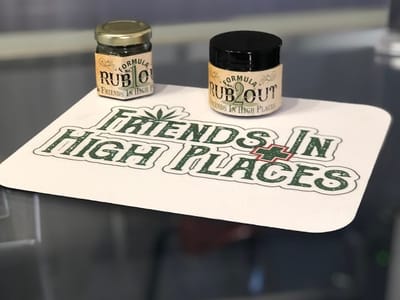 FORMULA
RUB 1 OUT
FRIENDS IN HIGH PLACES
FORMULA
RUB 2 OUT
FRIENDS IN HIGH PLACES
FRIENDS IN
HIGH PLACES